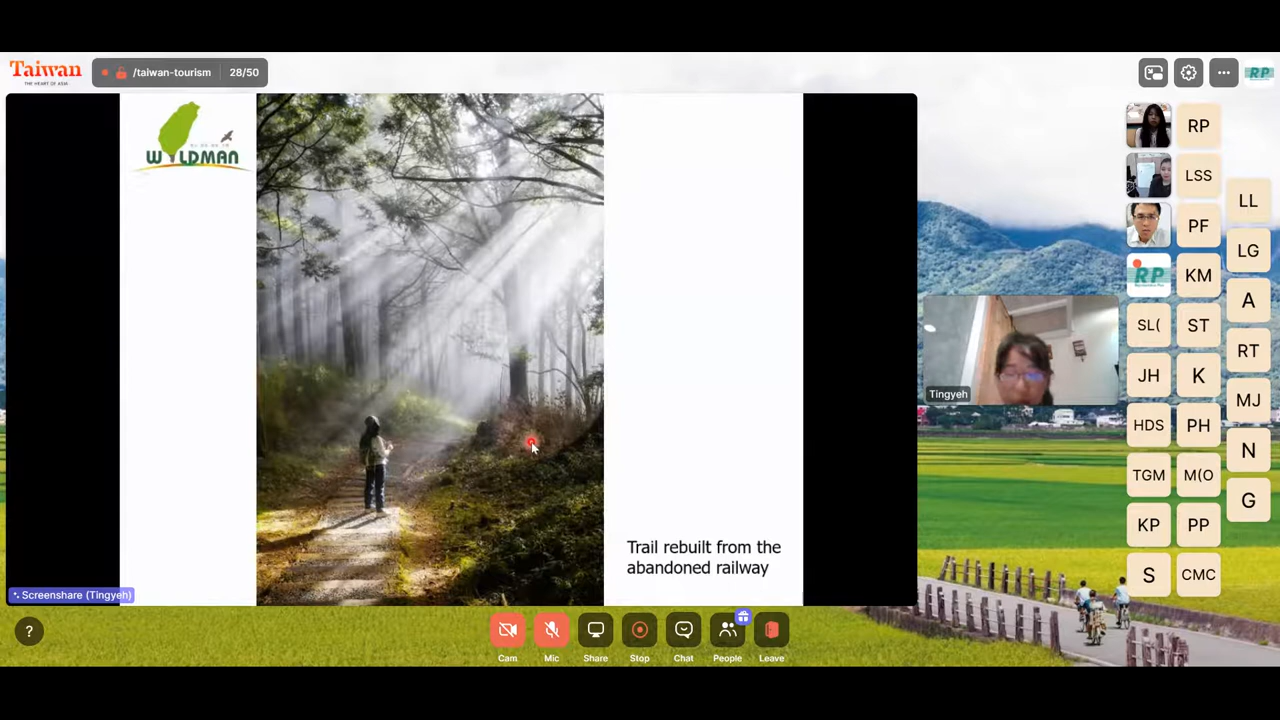 Taiwan
THE HEART OF ASIA
/taiwan-tourism
28/50
RP
WILDMAN
RP
LSS
PF
RP
KM
SL(
ST
JH
K
HDS
PH
TGM
M(O
KP
PP
S
CMC
LL
LG
A
RT
MJ
N
G
Tingyeh
Trail rebuilt from the
abandoned railway
Screenshare (Tingyeh)
?
Cam
Mic
Share
Stop
Chat
People
Leave